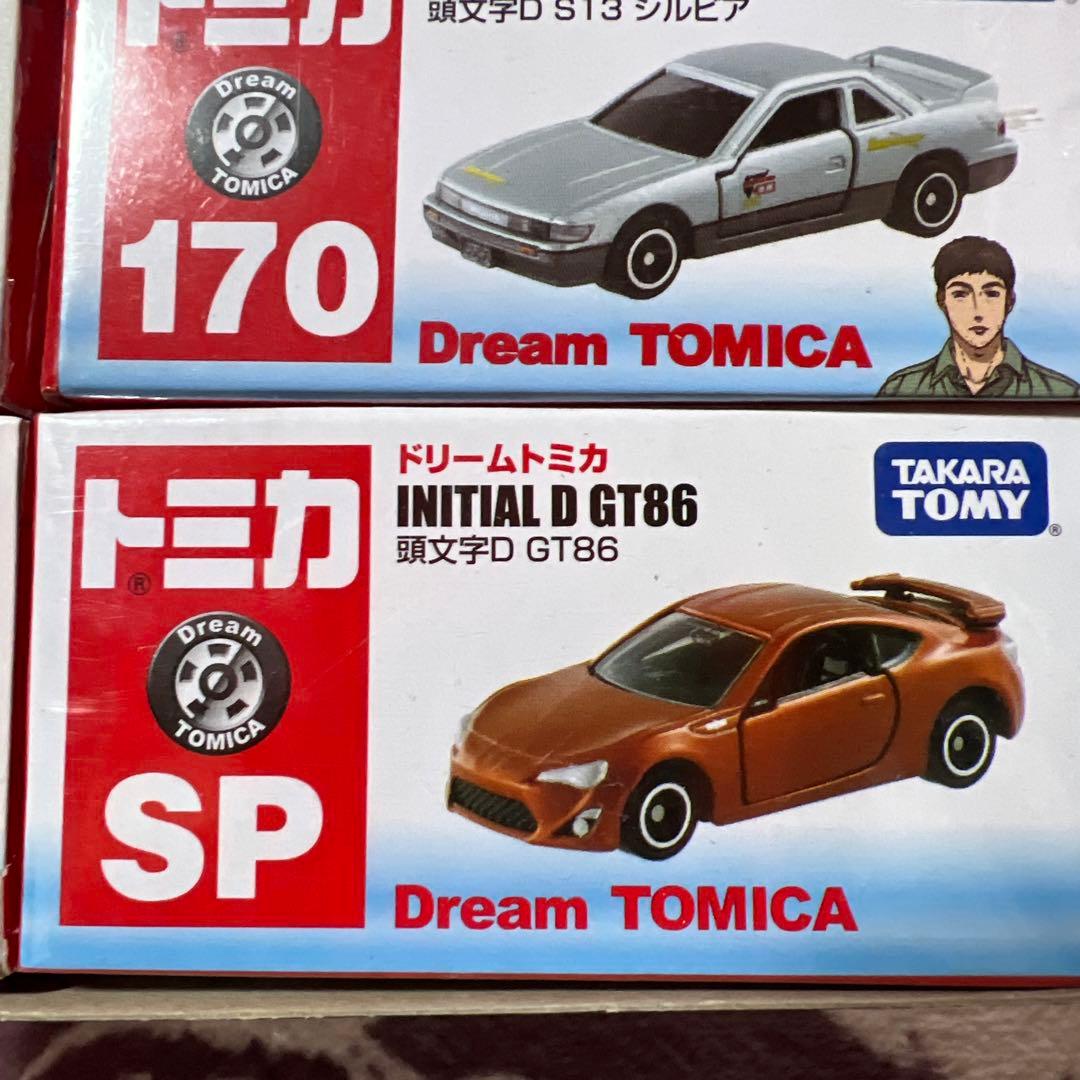 トミカ
®
頭文字D S13 シルビア
Dream
TOMICA
170
Dream TOMICA
トミカ
®
ドリームトミカ
INITIAL D GT86
頭文字D GT86
TAKARA
TOMY
®
Dream
TOMICA
SP
Dream TOMICA